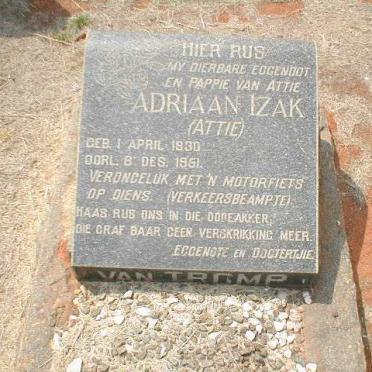 HIER RUS
MY DIERBARE EGGENOOT
EN PAPPIE VAN ATTIE
ADRIAAN IZAK
(ATTIE)
GEB. 1 APRIL 1930
OORL. 8 DES. 1951.
VERONGELUK MET 'N MOTORFIETS
OP DIENS. (VERKEERSBEAMPTE)
HAAS RUS ONS IN DIE DODEAKKER,
DIE GRAF BAAR GEEN VERSKRIKKING MEER.
EGGENOTE EN DOGTERTJIE.
VAN TROMP